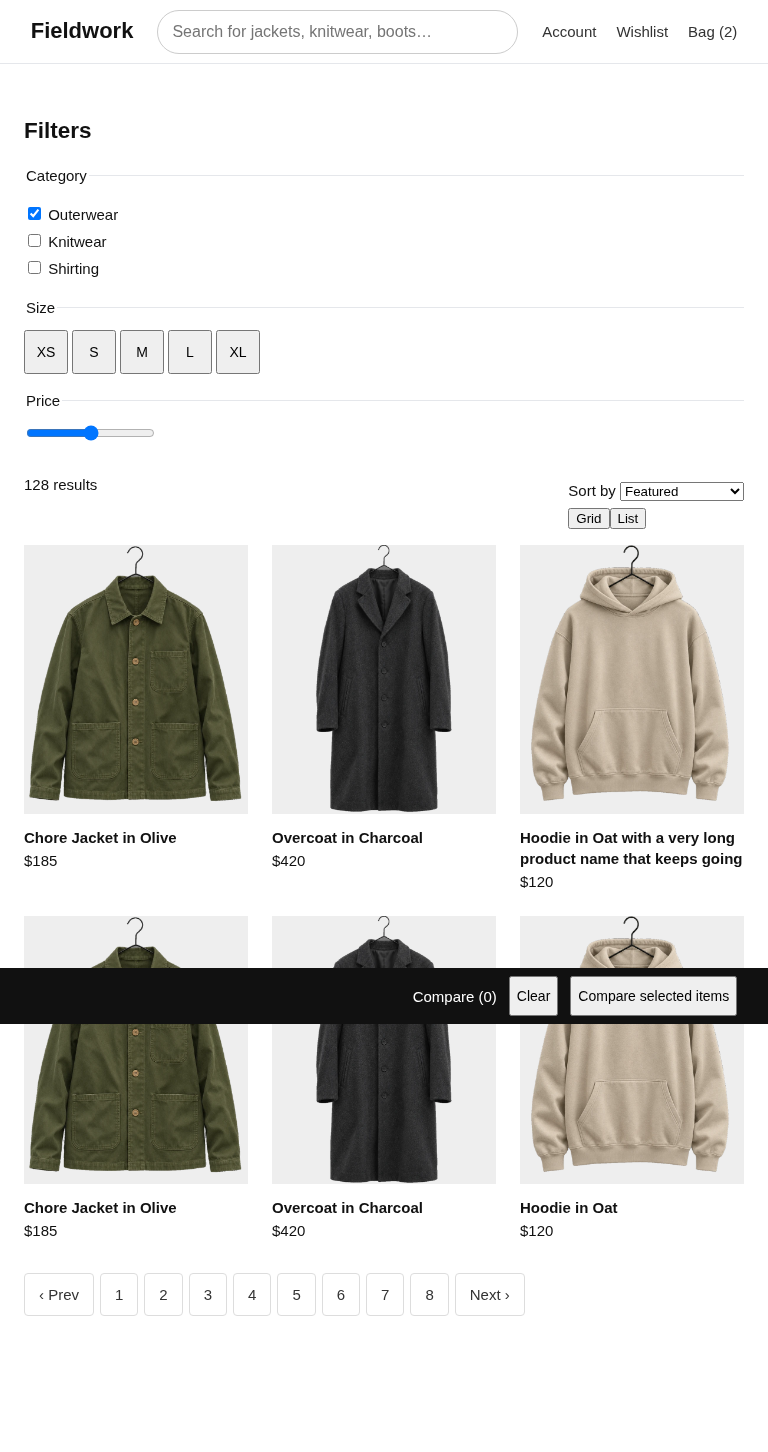 Fieldwork
Search for jackets, knitwear, boots…
Account Wishlist Bag (2)
Filters
Category
Outerwear
Knitwear
Shirting
Size
XS S M L XL
Price
128 results
Sort by Featured
Grid List
Chore Jacket in Olive
$185
Overcoat in Charcoal
$420
Hoodie in Oat with a very long
product name that keeps going
$120
Compare (0) Clear Compare selected items
Chore Jacket in Olive
$185
Overcoat in Charcoal
$420
Hoodie in Oat
$120
‹ Prev 1 2 3 4 5 6 7 8 Next ›